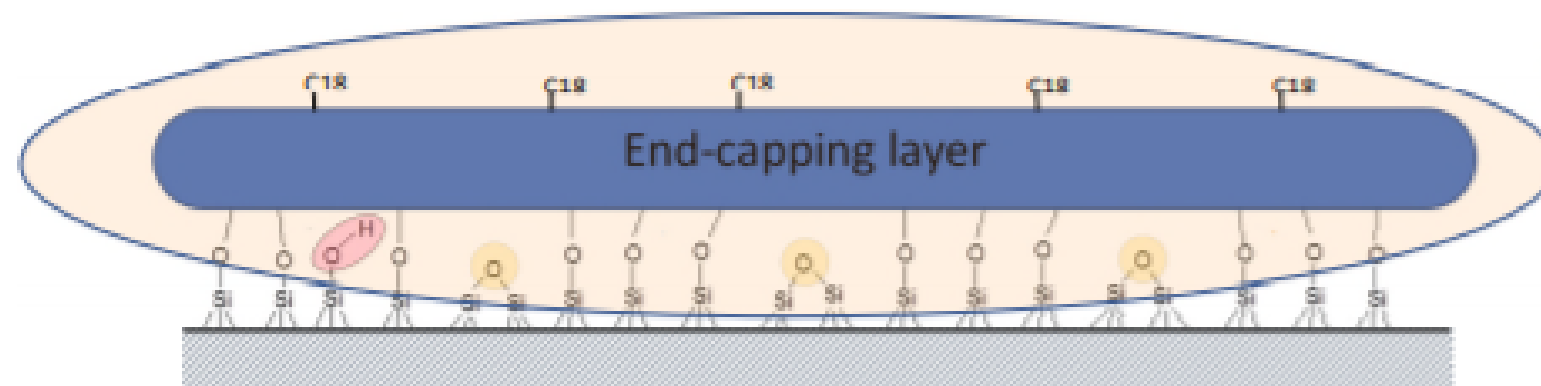 C18 C18 C18 C18 C18
End-capping layer
H
O O O O O O O O O O O O O O O O
Si Si Si Si Si Si Si Si Si Si Si Si Si Si Si Si Si Si Si